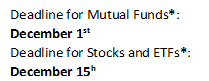 Deadline for Mutual Funds*:
December 1st
Deadline for Stocks and ETFs*:
December 15h